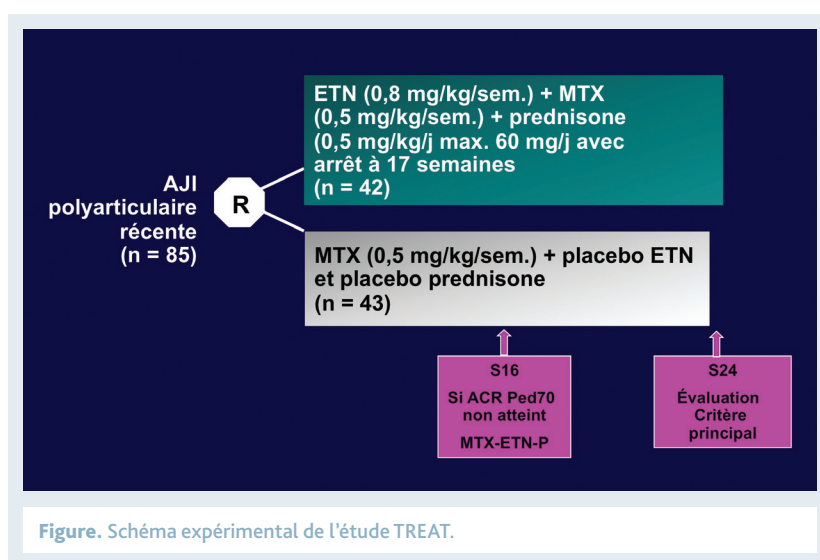 AJI
polyarticulaire
récente
(n = 85)
R
ETN (0,8 mg/kg/sem.) + MTX
(0,5 mg/kg/sem.) + prednisone
(0,5 mg/kg/j max. 60 mg/j avec
arrêt à 17 semaines
(n = 42)
MTX (0,5 mg/kg/sem.) + placebo ETN
et placebo prednisone
(n = 43)
S16
Si ACR Ped70
non atteint
MTX-ETN-P
S24
Évaluation
Critère
principal
Figure. Schéma expérimental de l'étude TREAT.